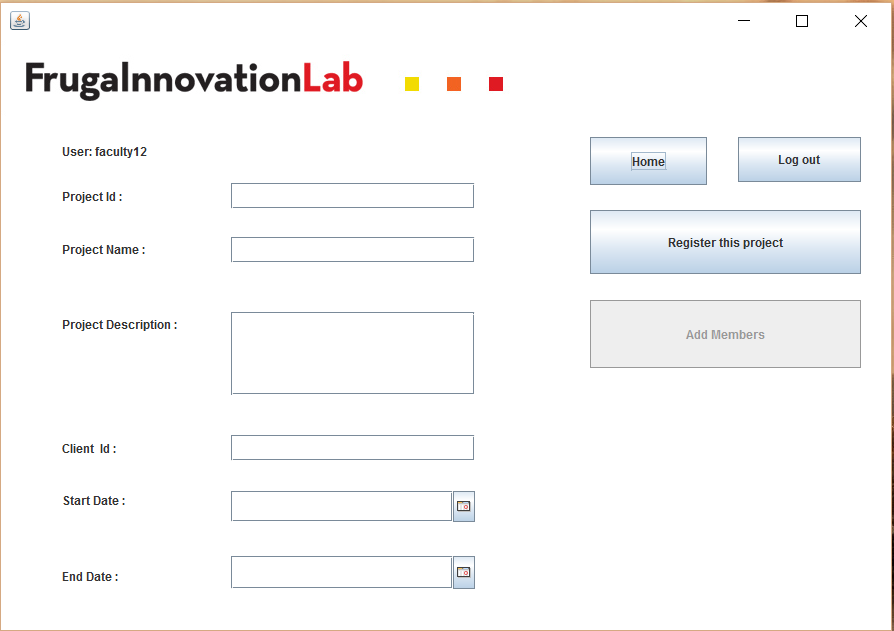 FrugalnnovationLab
User: faculty12
Home
Log out
Project Id :
Register this project
Project Name :
Project Description :
Add Members
Client Id :
Start Date :
End Date :